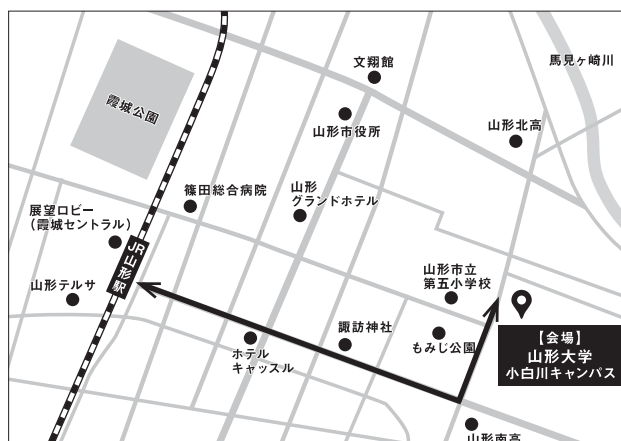 文翔館
馬見ヶ崎川
霞城公園
山形市役所
山形北高
篠田総合病院
山形
グランドホテル
展望ロビー
(霞城セントラル)
JR山形駅
山形テルサ
山形市立
第五小学校
諏訪神社
もみじ公園
ホテル
キャッスル
【会場】
山形大学
小白川キャンパス
山形南高